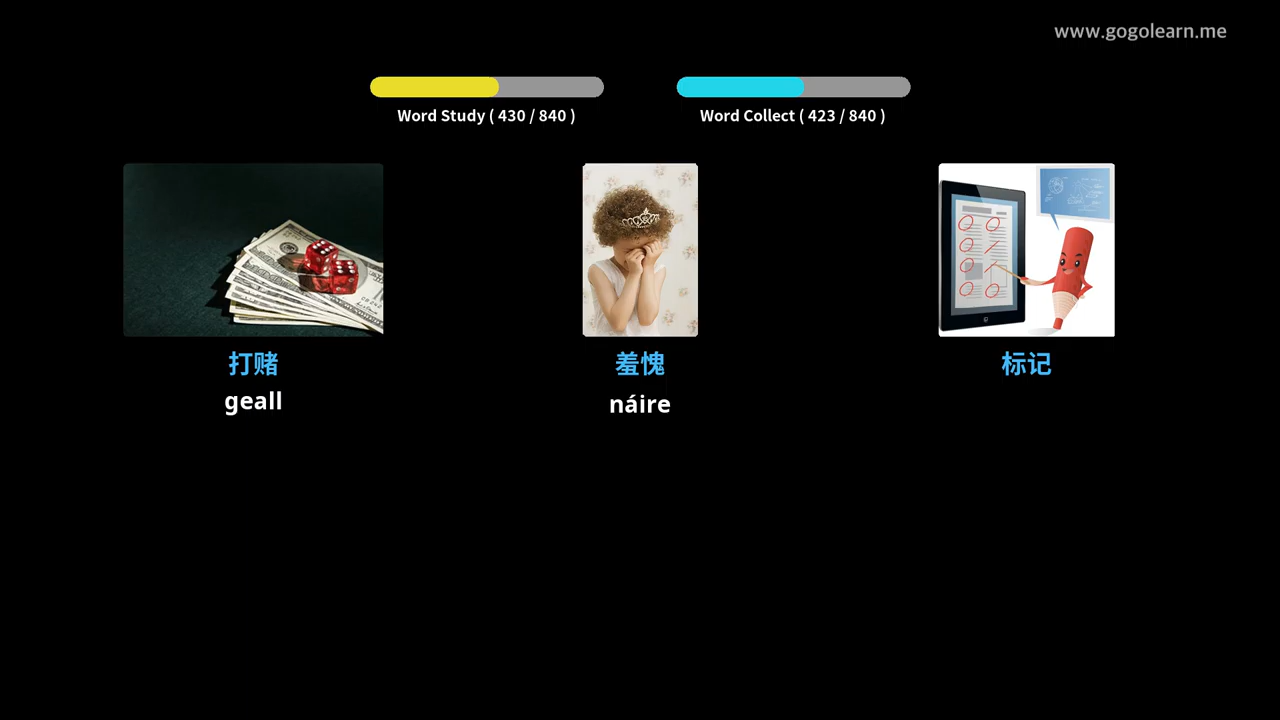 www.gogolearn.me
Word Study ( 430 / 840 )
Word Collect ( 423 / 840 )
打赌
羞愧
标记
geall
náire